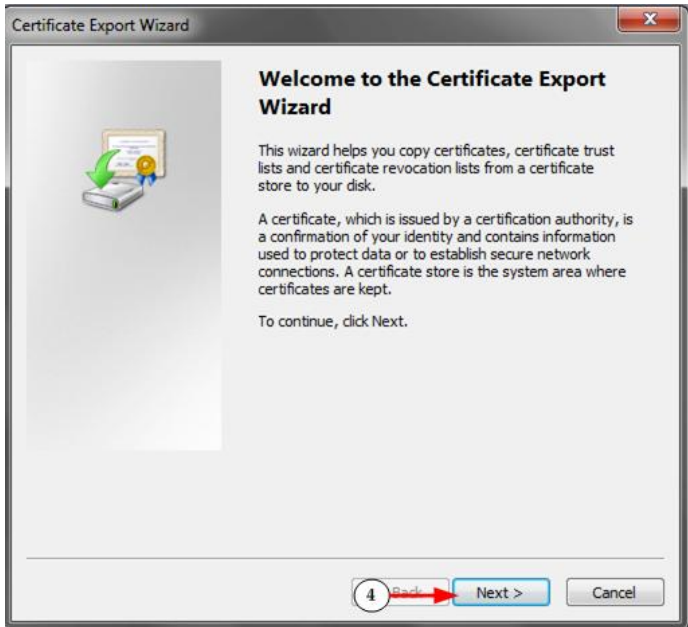 Certificate Export Wizard
X
Welcome to the Certificate Export
Wizard
This wizard helps you copy certificates, certificate trust
lists and certificate revocation lists from a certificate
store to your disk.
A certificate, which is issued by a certification authority, is
a confirmation of your identity and contains information
used to protect data or to establish secure network
connections. A certificate store is the system area where
certificates are kept.
To continue, click Next.
4 Back Next > Cancel